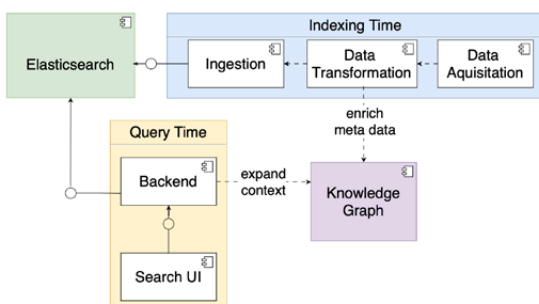 Indexing Time
Elasticsearch
Ingestion
Data
Transformation
Data
Aquisitation
enrich
meta data
Query Time
Backend
expand
context
Knowledge
Graph
Search UI